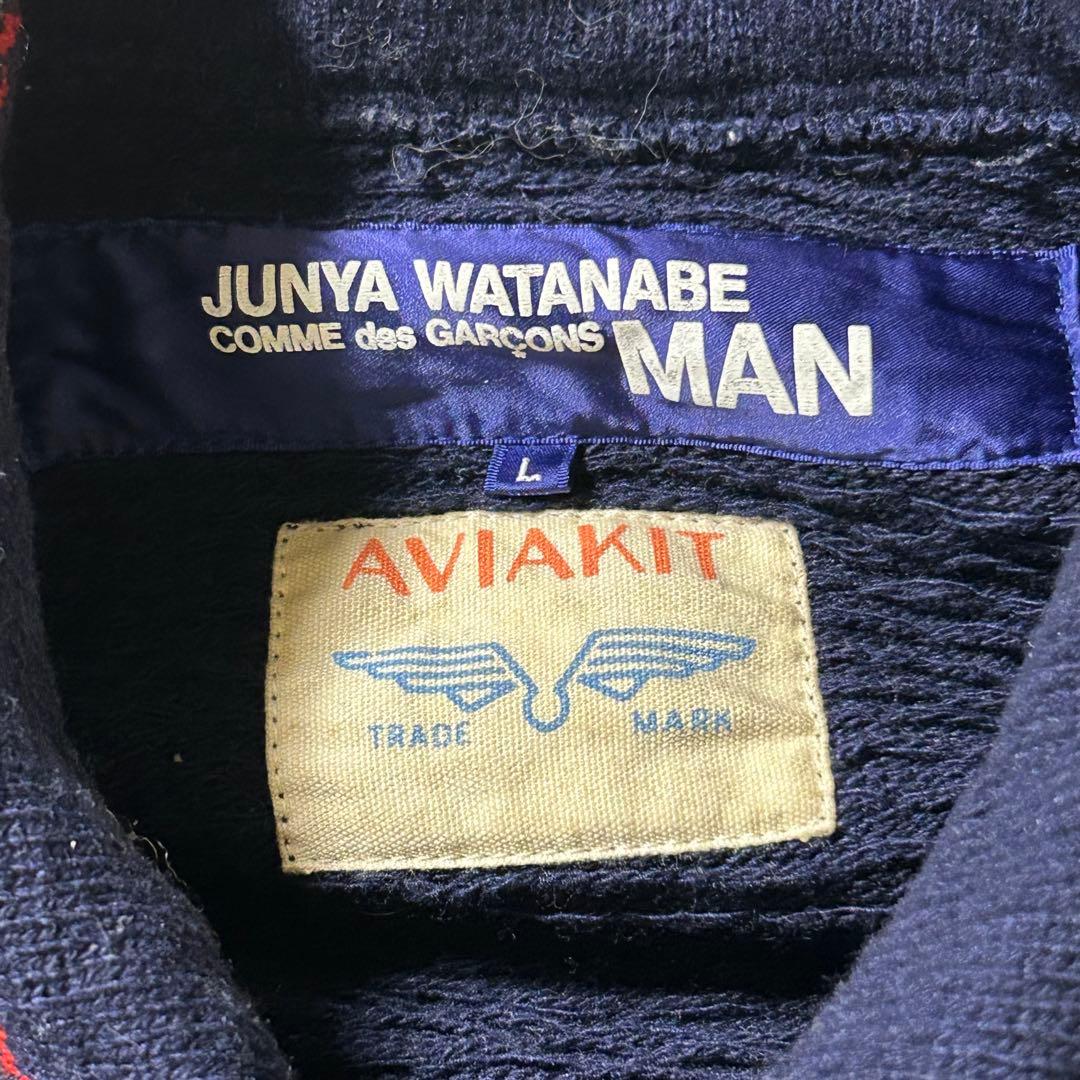 JUNYA WATANABE
COMME des GARÇONS MAN
L
AVIAKIT
TRADE MARK